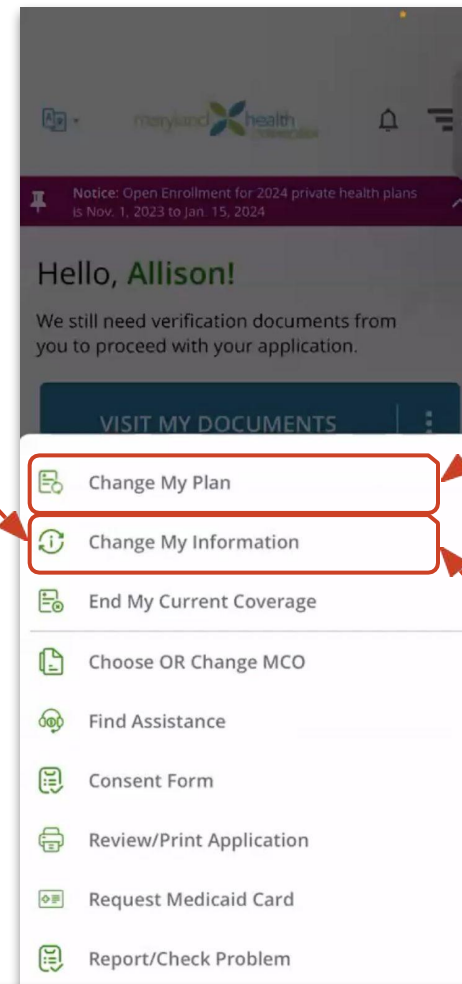 maryland health
connection
Notice: Open Enrollment for 2024 private health plans
is Nov. 1, 2023 to Jan. 15, 2024
Hello, Allison!
We still need verification documents from
you to proceed with your application.
VISIT MY DOCUMENTS
Change My Plan
Change My Information
End My Current Coverage
Choose OR Change MCO
Find Assistance
Consent Form
Review/Print Application
Request Medicaid Card
Report/Check Problem